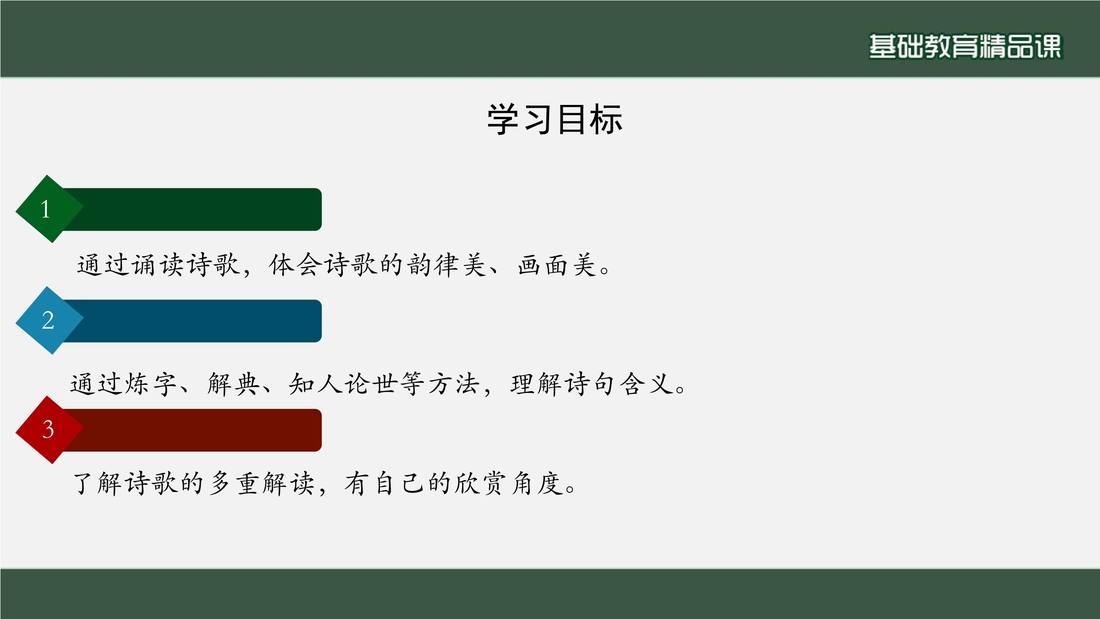 基础教育精品课
学习目标
1
通过诵读诗歌，体会诗歌的韵律美、画面美。
2
通过炼字、解典、知人论世等方法，理解诗句含义。
3
了解诗歌的多重解读，有自己的欣赏角度。